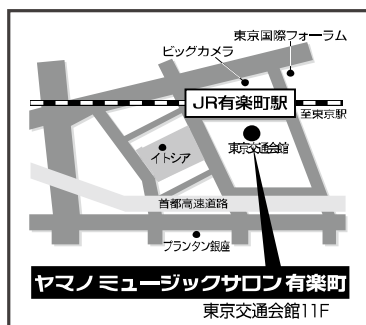 東京国際フォーラム
ビッグカメラ
JR有楽町駅
至東京駅
東京交通会館
イトシア
首都高速道路
プランタン銀座
ヤマノミュージックサロン有楽町
東京交通会館11F